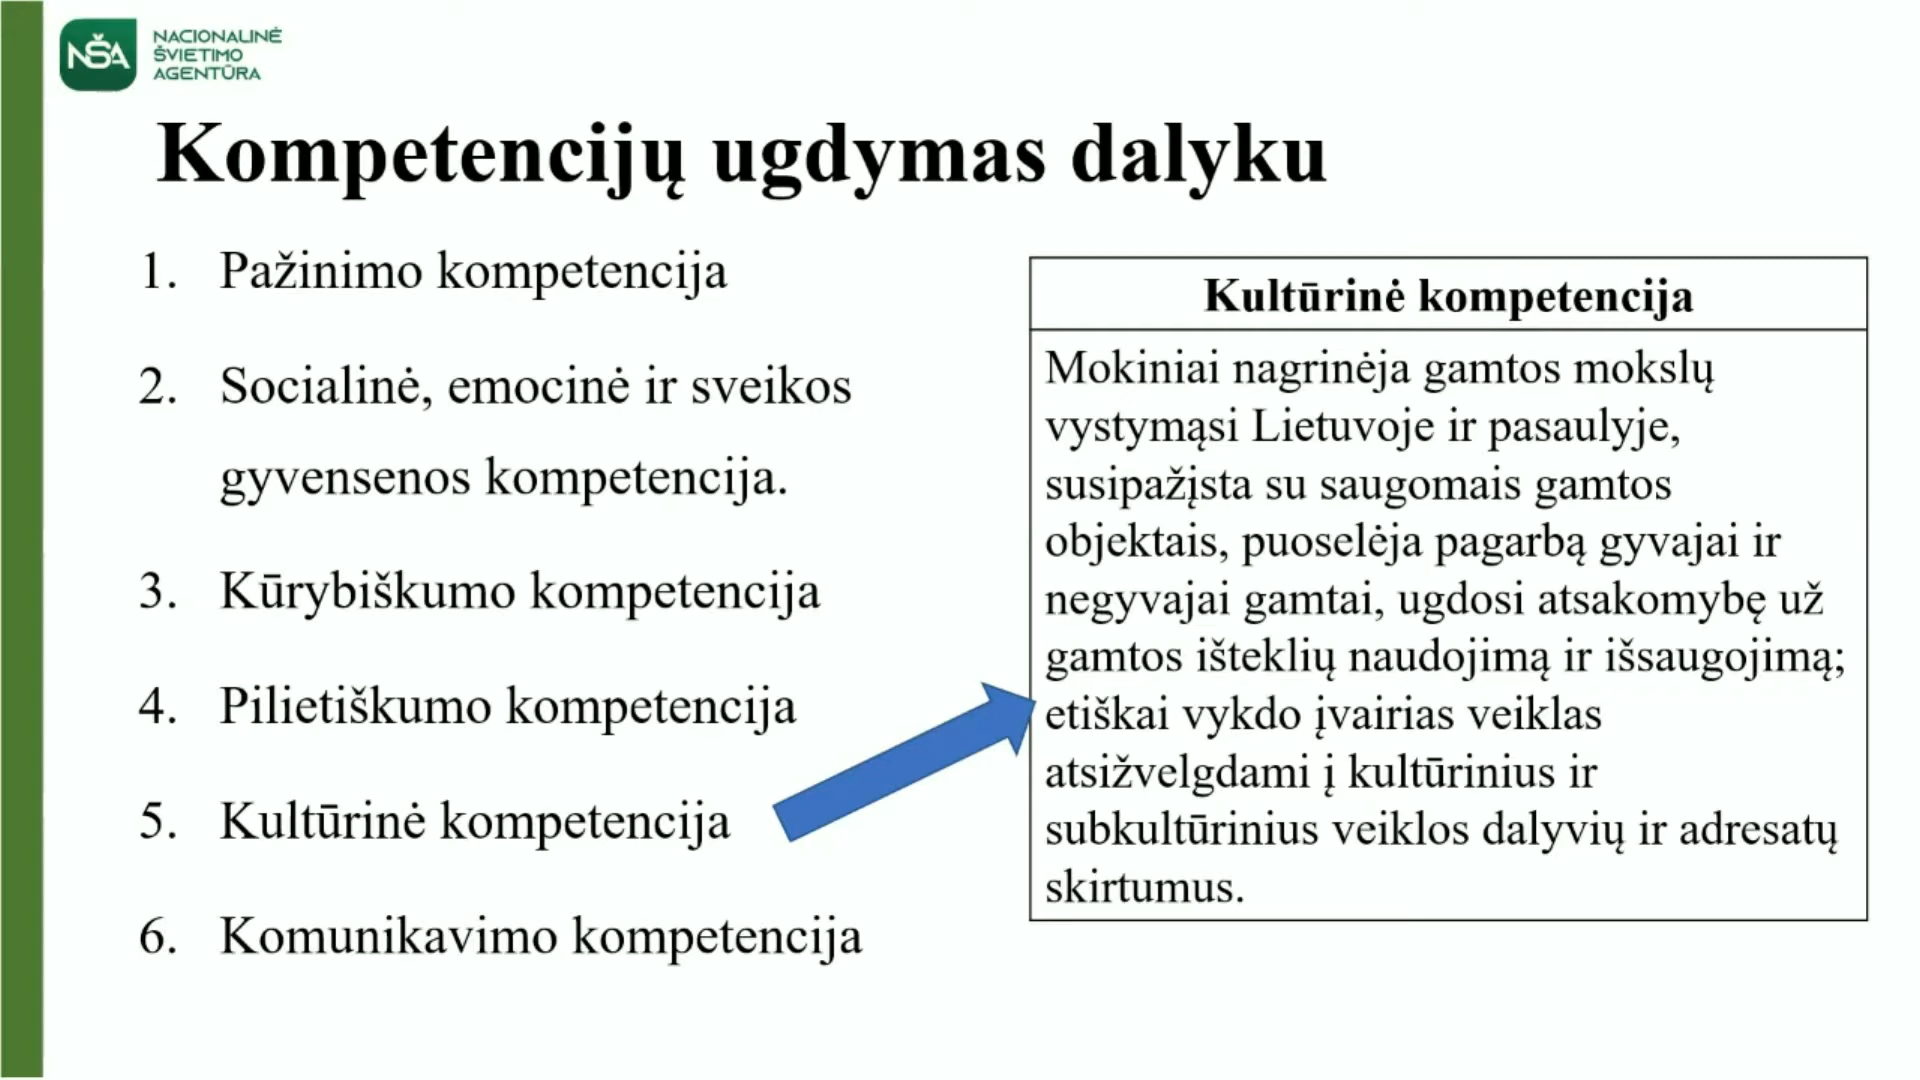 NŠA
NACIONALINĖ
ŠVIETIMO
AGENTŪRA
Kompetencijų ugdymas dalyku
1. Pažinimo kompetencija
2. Socialinė, emocinė ir sveikos
gyvensenos kompetencija.
3. Kūrybiškumo kompetencija
4. Pilietiškumo kompetencija
5. Kultūrinė kompetencija
6. Komunikavimo kompetencija
Kultūrinė kompetencija
Mokiniai nagrinėja gamtos mokslų
vystymąsi Lietuvoje ir pasaulyje,
susipažįsta su saugomais gamtos
objektais, puoselėja pagarbą gyvajai ir
negyvajai gamtai, ugdosi atsakomybę už
gamtos išteklių naudojimą ir išsaugojimą;
etiškai vykdo įvairias veiklas
atsižvelgdami į kultūrinius ir
subkultūrinius veiklos dalyvių ir adresatų
skirtumus.